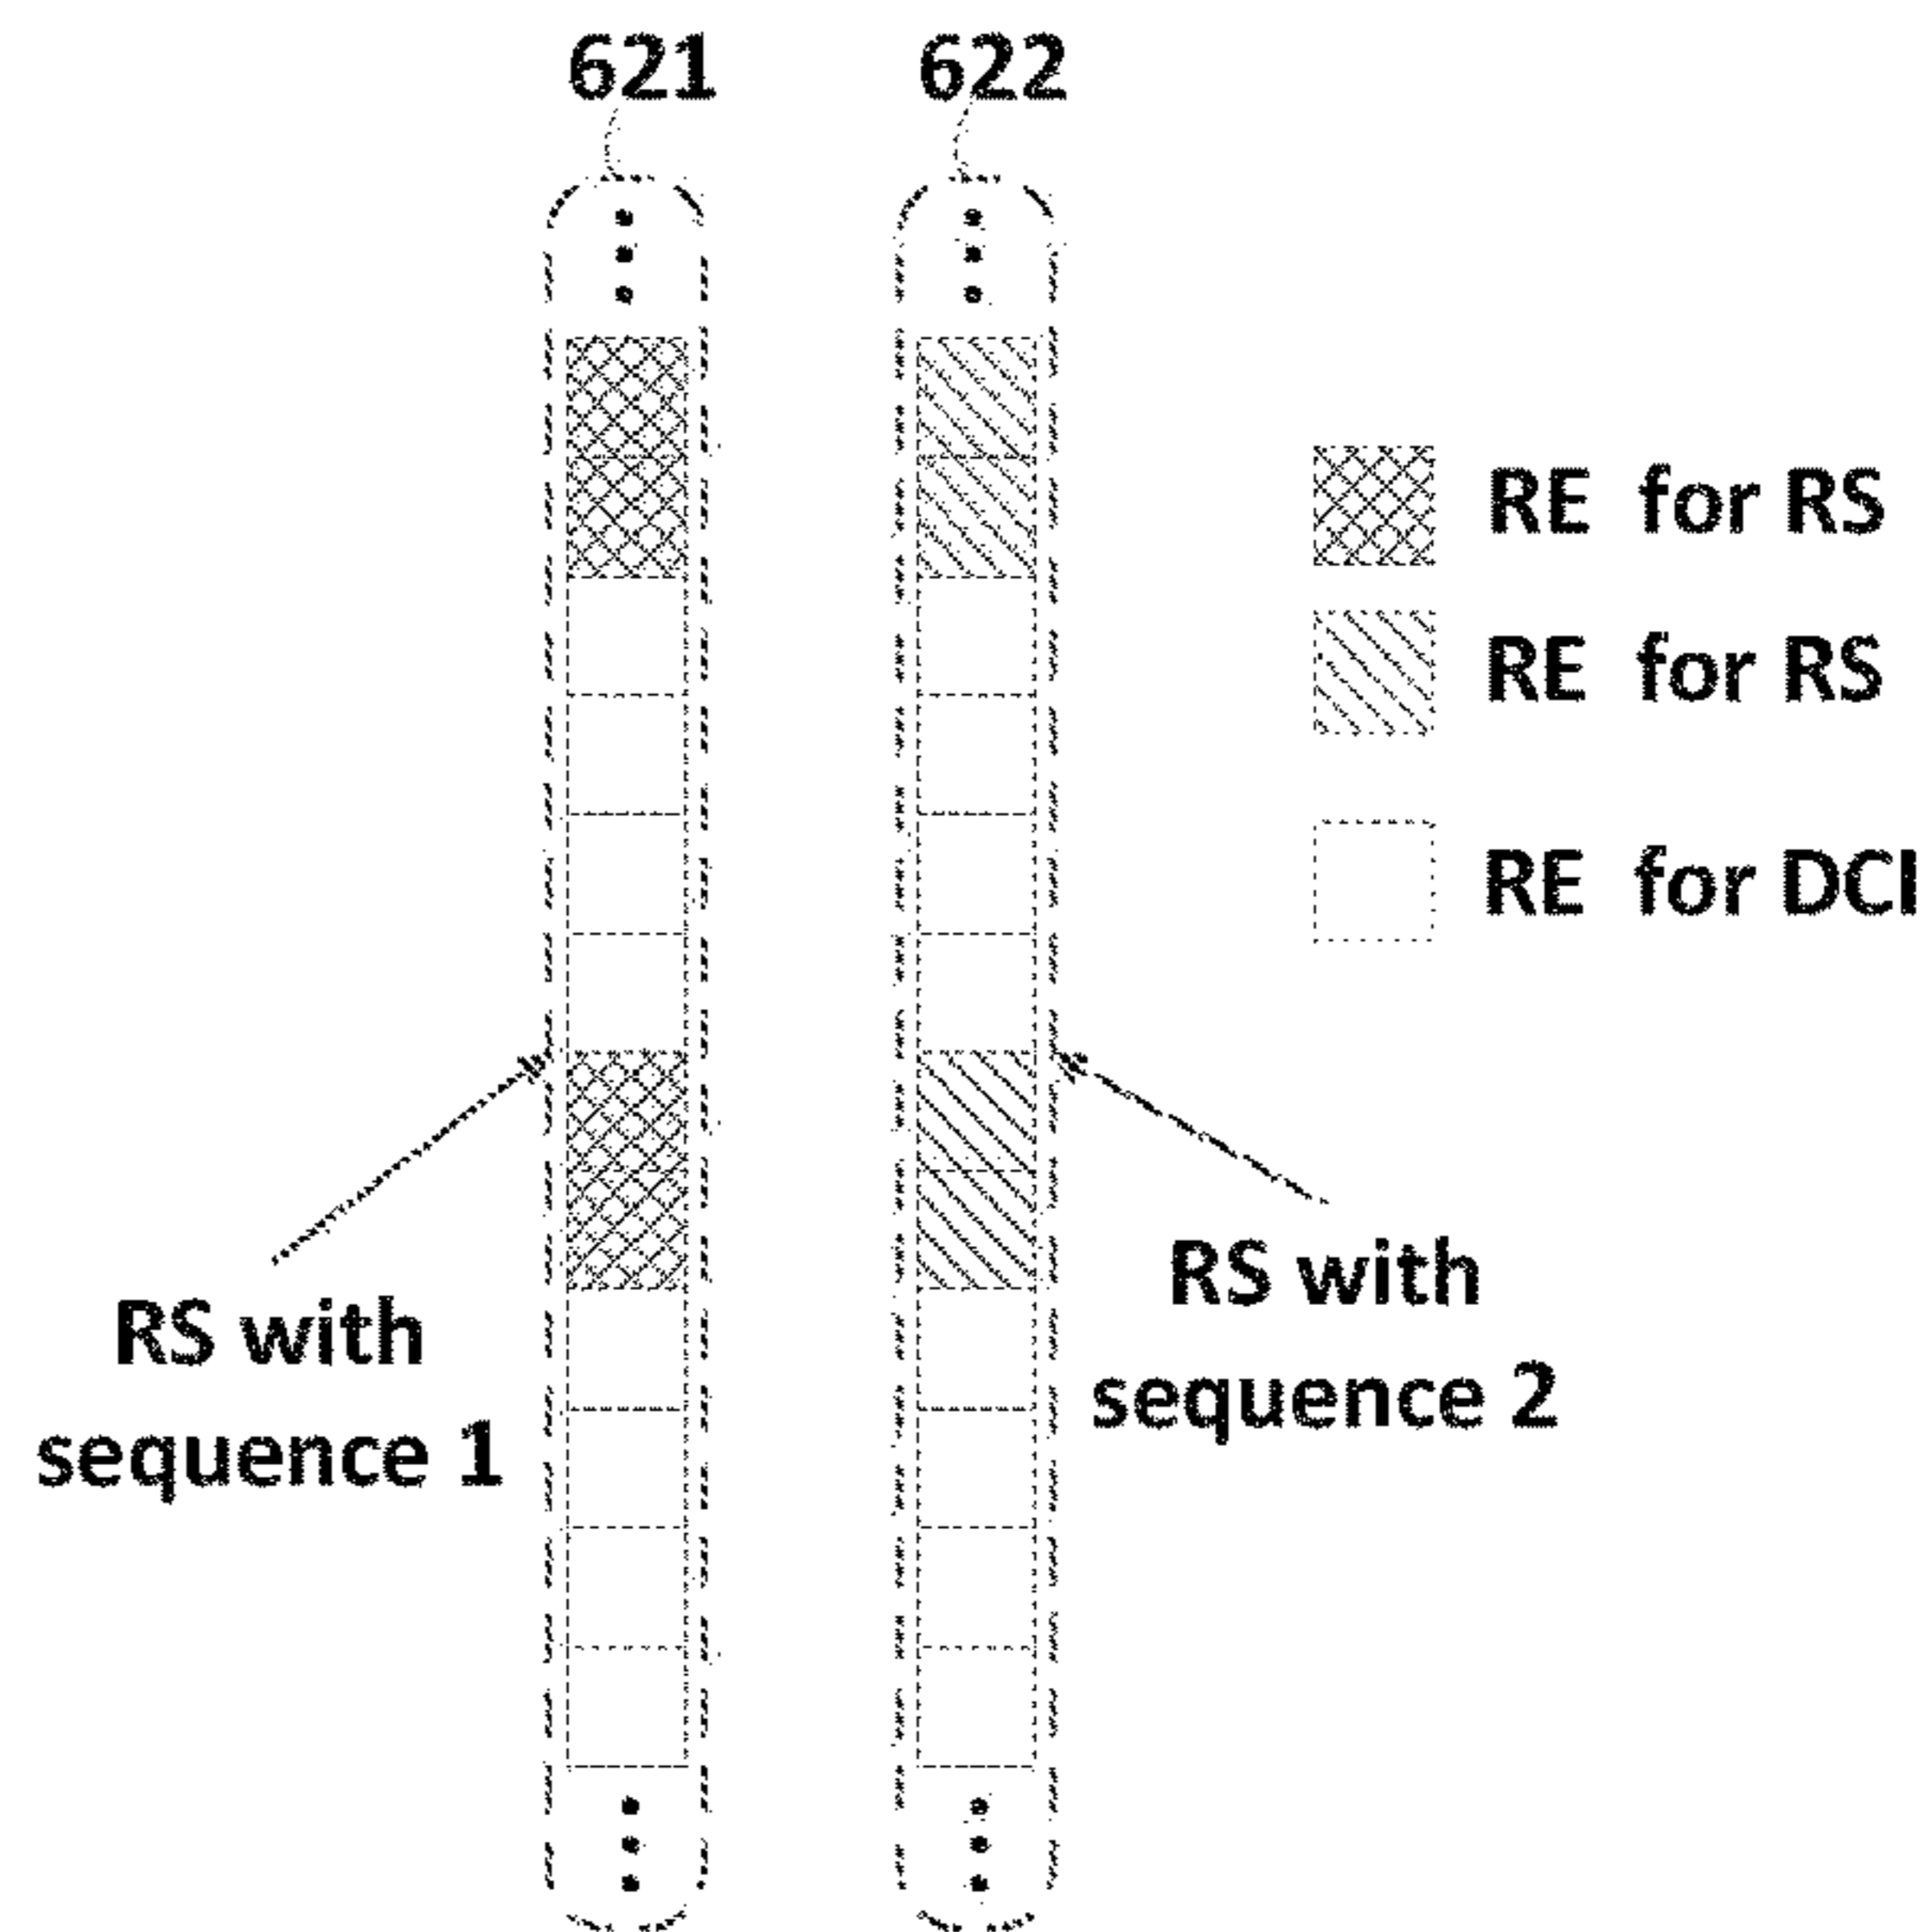 621
622
RE for RS
RE for RS
RE for DCI
RS with
sequence 1
RS with
sequence 2